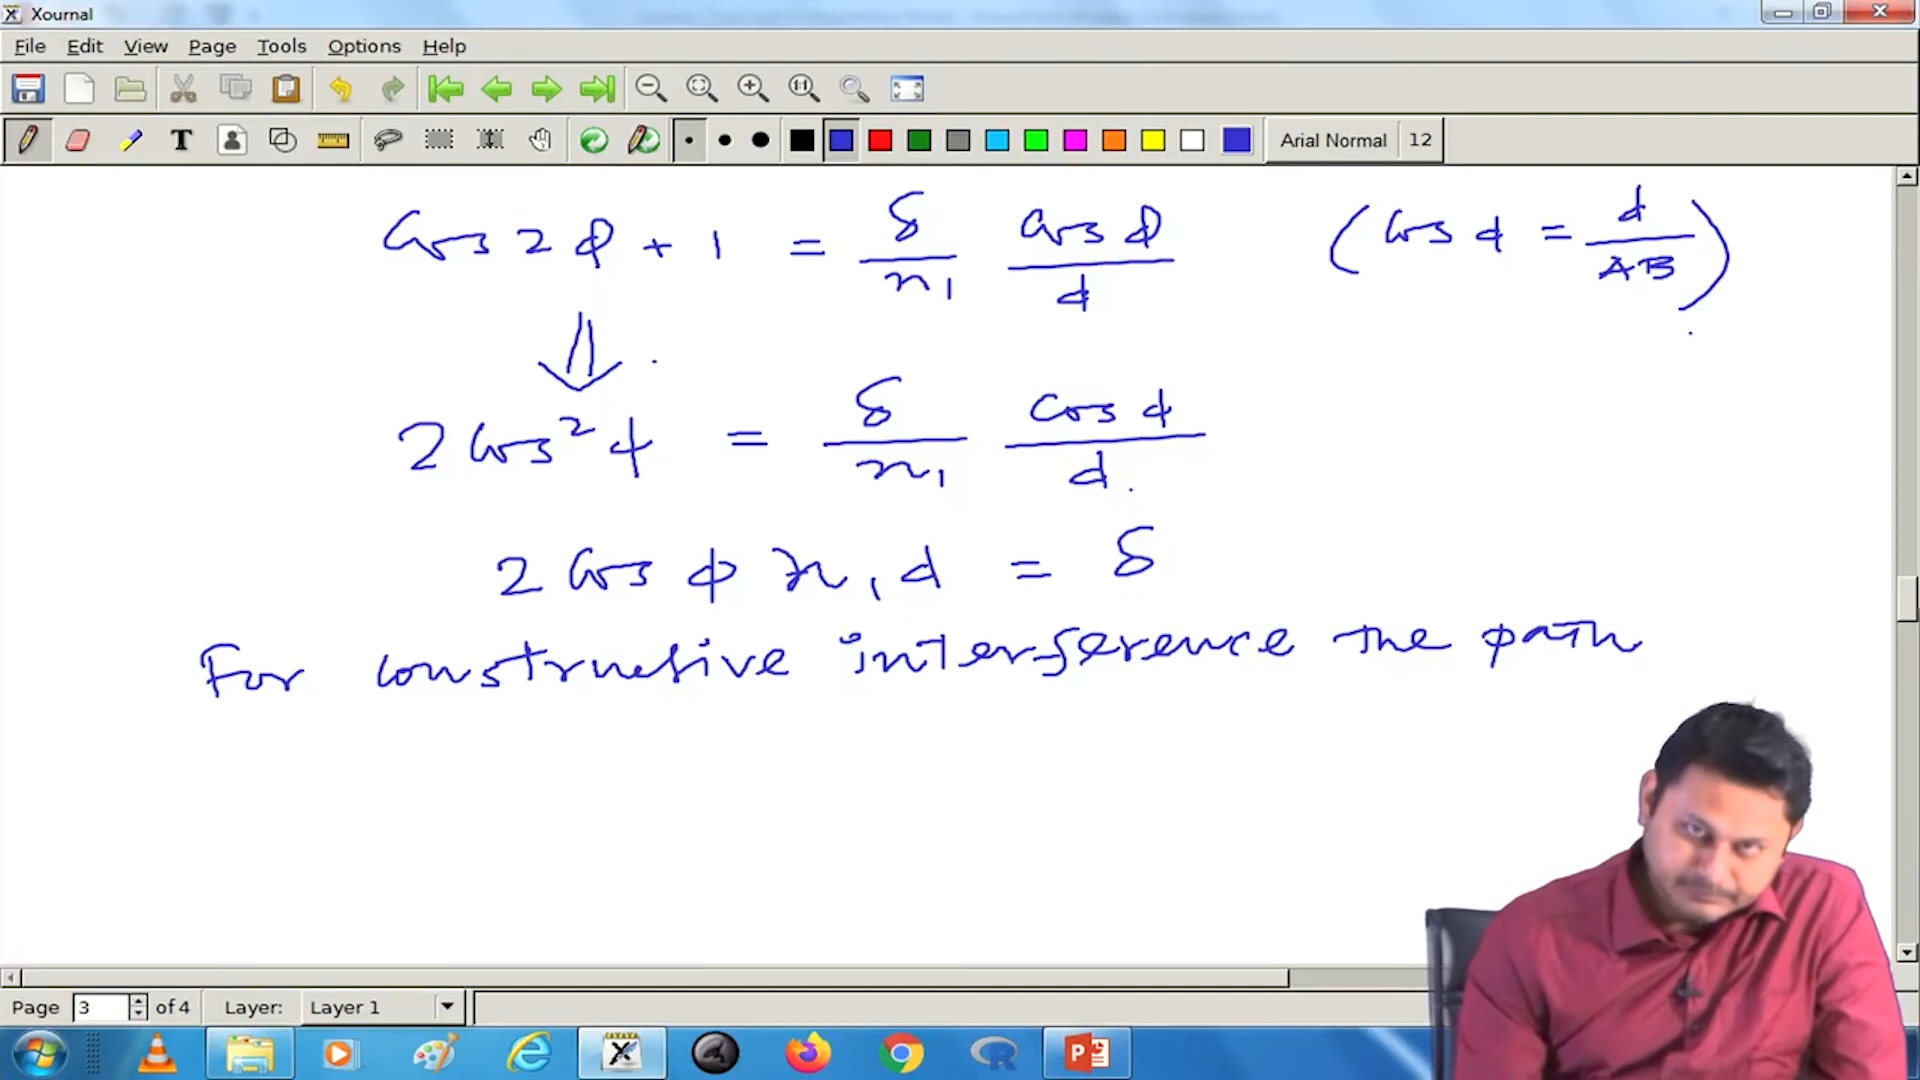 Xournal
File Edit View Page Tools Options Help
Arial Normal 12
Cos 2ϕ + 1 = δ/n₁ Cos ϕ/d (Cos ϕ = d/AB)
⇓
2 Cos² ϕ = δ/n₁ Cos ϕ/d
2 Cos ϕ n₁ d = δ
For constructive interference the path
Page 3 of 4 Layer: Layer 1